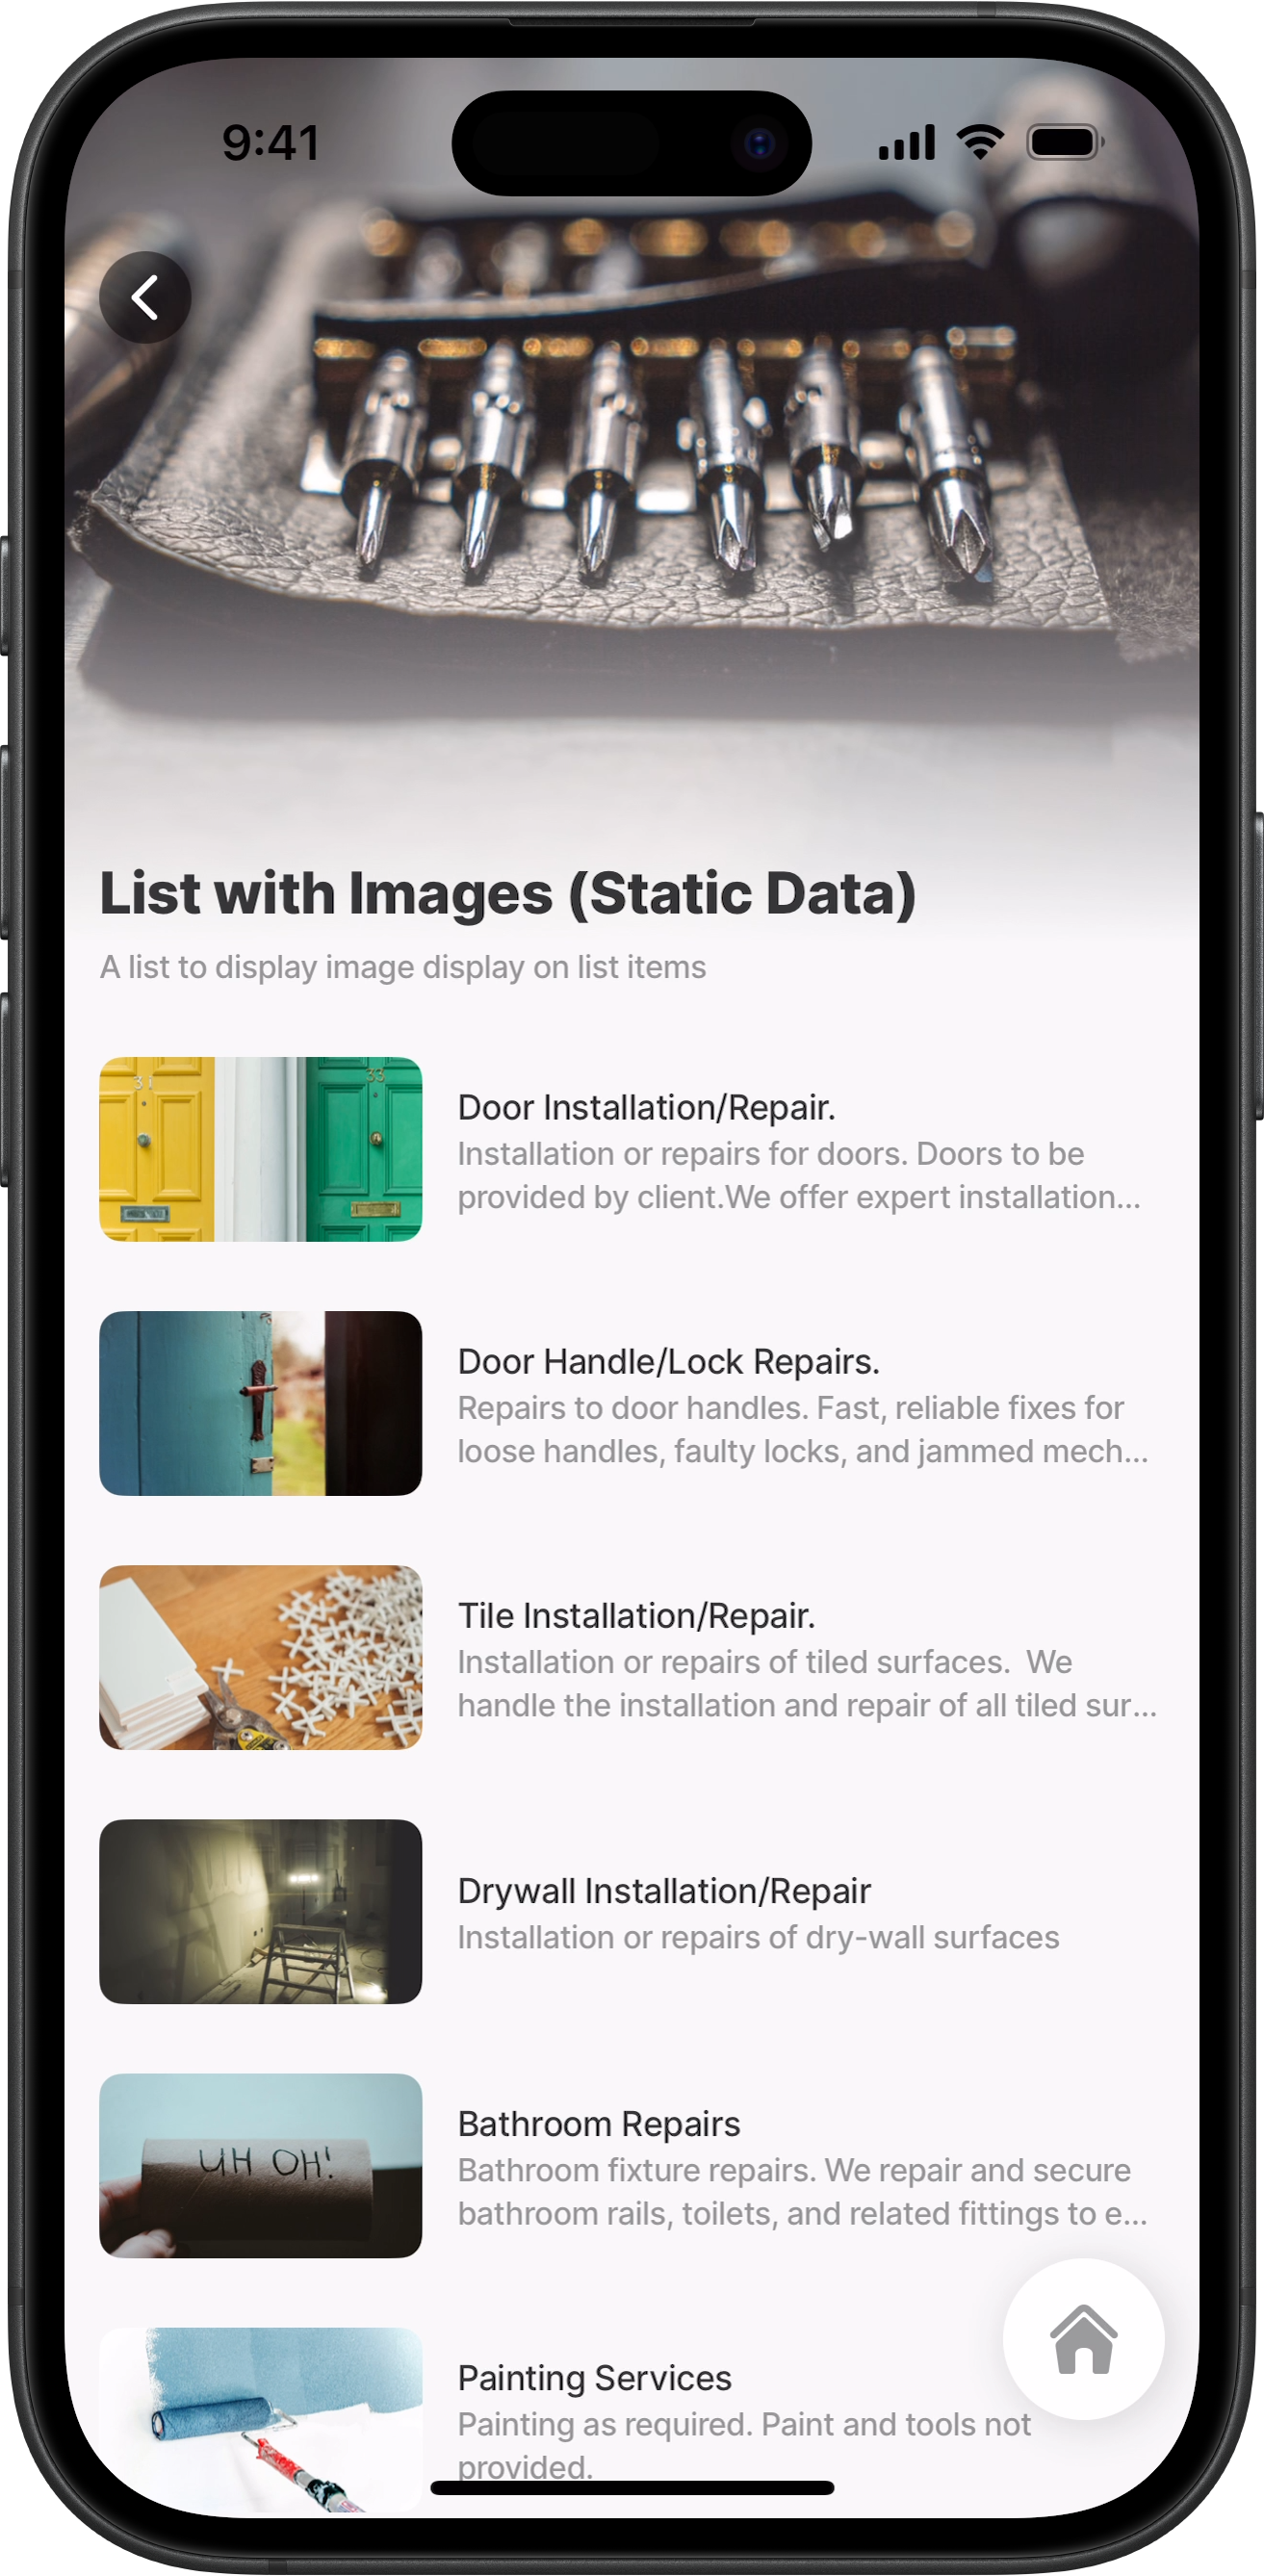 9:41
List with Images (Static Data)
A list to display image display on list items
31
33
Door Installation/Repair.
Installation or repairs for doors. Doors to be
provided by client.We offer expert installation...
Door Handle/Lock Repairs.
Repairs to door handles. Fast, reliable fixes for
loose handles, faulty locks, and jammed mech...
Tile Installation/Repair.
Installation or repairs of tiled surfaces.  We
handle the installation and repair of all tiled sur...
Drywall Installation/Repair
Installation or repairs of dry-wall surfaces
UH OH!
Bathroom Repairs
Bathroom fixture repairs. We repair and secure
bathroom rails, toilets, and related fittings to e...
Painting Services
Painting as required. Paint and tools not
provided.